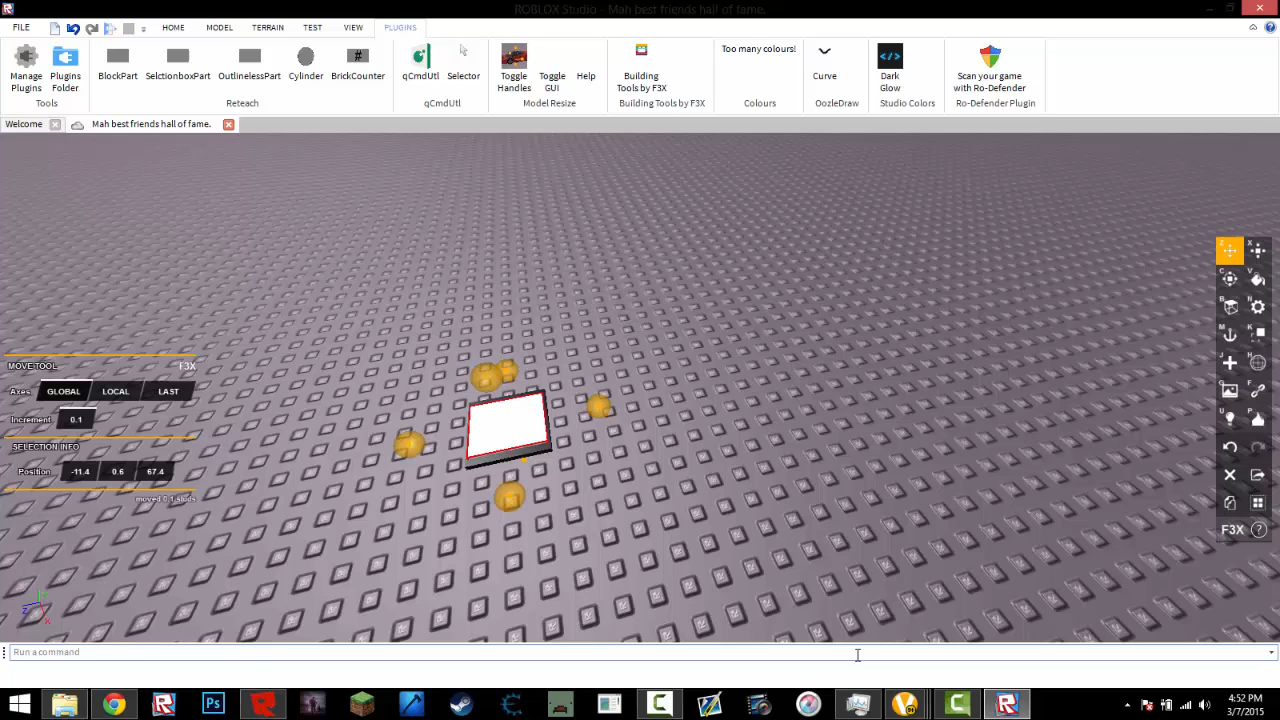 ROBLOX Studio - Mah best friends hall of fame.
FILE HOME MODEL TERRAIN TEST VIEW PLUGINS
Manage Plugins
Plugins Folder
BlockPart
SelctionboxPart
OutlinelessPart
Cylinder
BrickCounter
qCmdUtl
Selector
Toggle Handles
Toggle GUI
Help
Building Tools by F3X
Too many colours!
Curve
Dark Glow
Scan your game with Ro-Defender
Tools
Reteach
qCmdUtl
Model Resize
Building Tools by F3X
Colours
OozleDraw
Studio Colors
Ro-Defender Plugin
Welcome
Mah best friends hall of fame.
MOVE TOOL F3X
Axes GLOBAL LOCAL LAST
Increment 0.1
SELECTION INFO
Position -11.4 0.6 67.4
moved 0.1 studs
Z X
C V
B N
M K
J H
G F
U P
F3X ?
Run a command
4:52 PM
3/7/2015